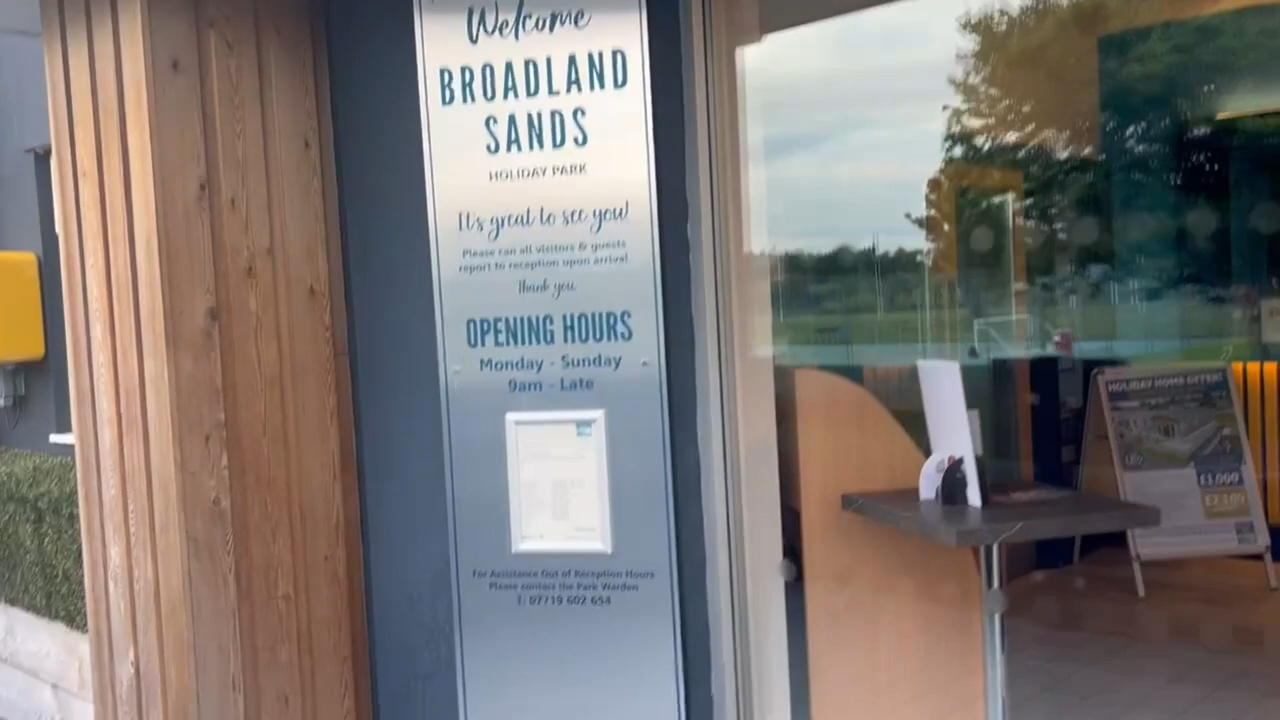 Welcome
BROADLAND
SANDS
HOLIDAY PARK
It's great to see you!
Please can all visitors & guests
report to reception upon arrival
Thank you
OPENING HOURS
Monday - Sunday
9am - Late
For Assistance Out of Reception Hours
Please contact the Park Warden
T: 07719 602 654
HOLIDAY HOME OFFER!
£3,000